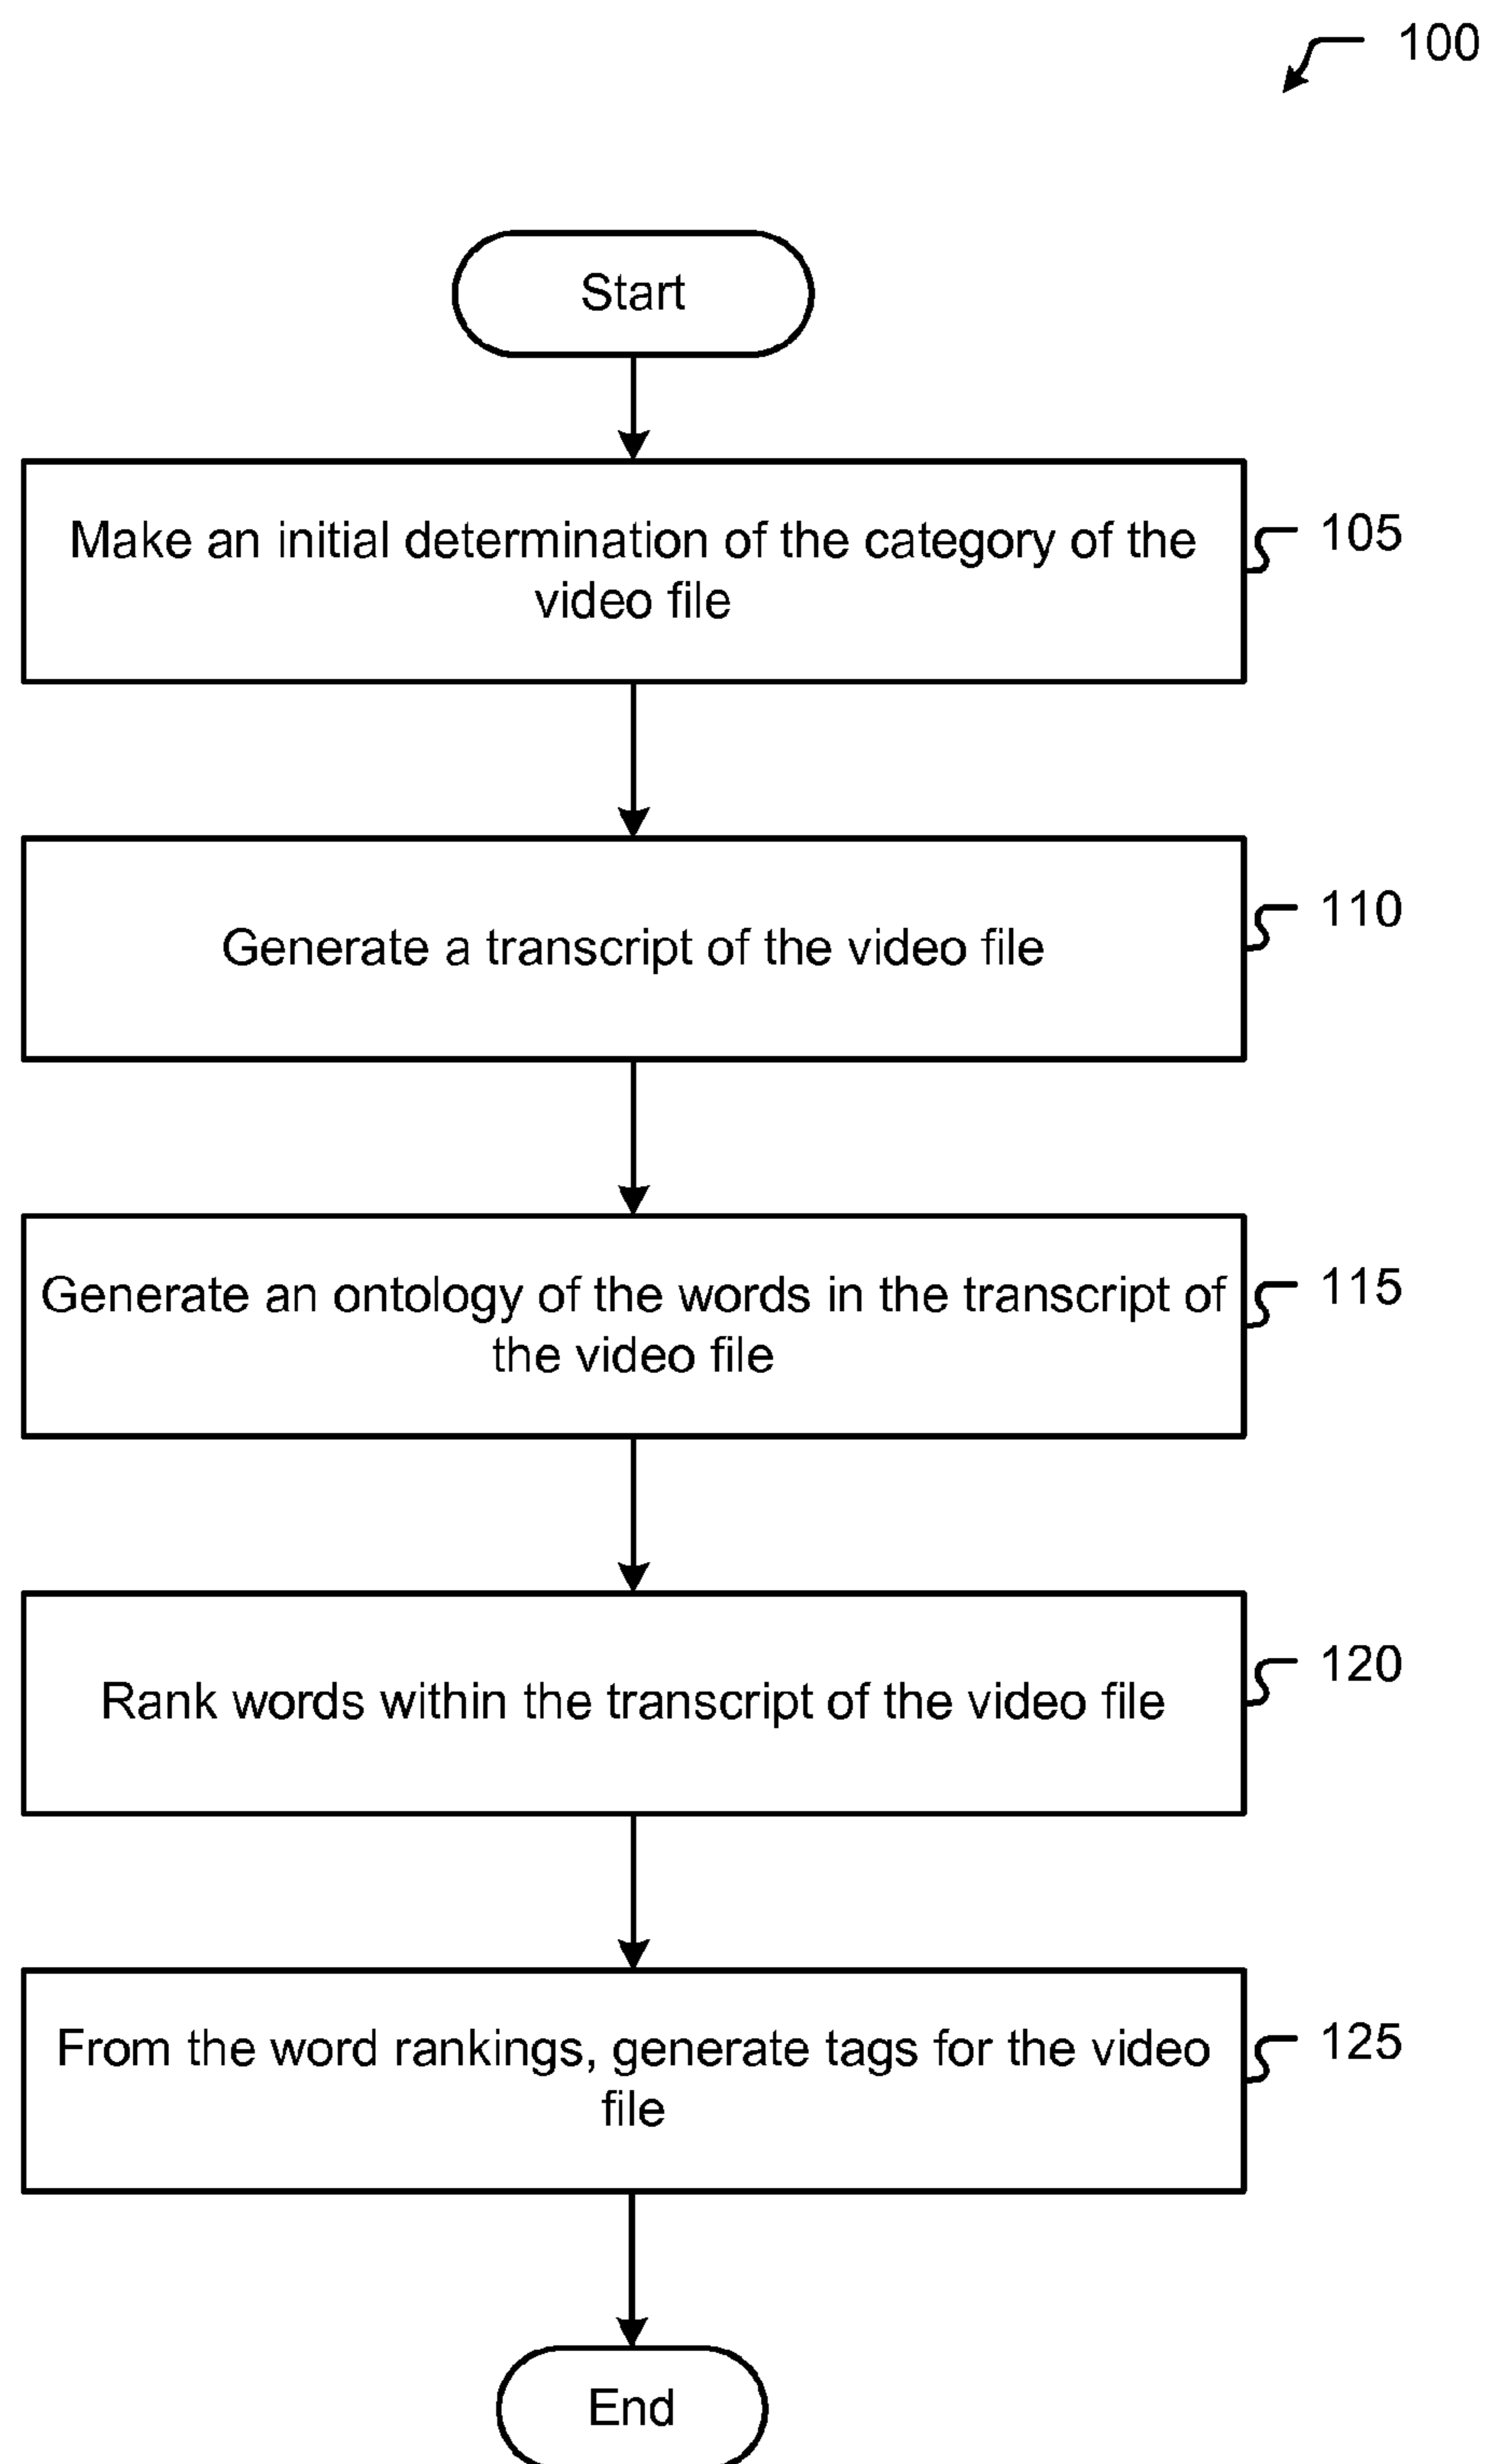 100
Start
Make an initial determination of the category of the
video file
105
Generate a transcript of the video file
110
Generate an ontology of the words in the transcript of
the video file
115
Rank words within the transcript of the video file
120
From the word rankings, generate tags for the video
file
125
End